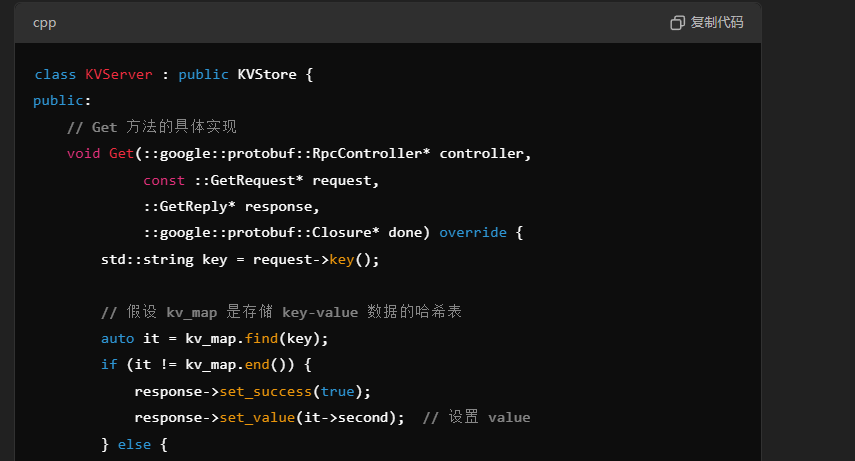 cpp
复制代码
class KVServer : public KVStore {
public:
    // Get 方法的具体实现
    void Get(::google::protobuf::RpcController* controller,
             const ::GetRequest* request,
             ::GetReply* response,
             ::google::protobuf::Closure* done) override {
        std::string key = request->key();

        // 假设 kv_map 是存储 key-value 数据的哈希表
        auto it = kv_map.find(key);
        if (it != kv_map.end()) {
            response->set_success(true);
            response->set_value(it->second);  // 设置 value
        } else {